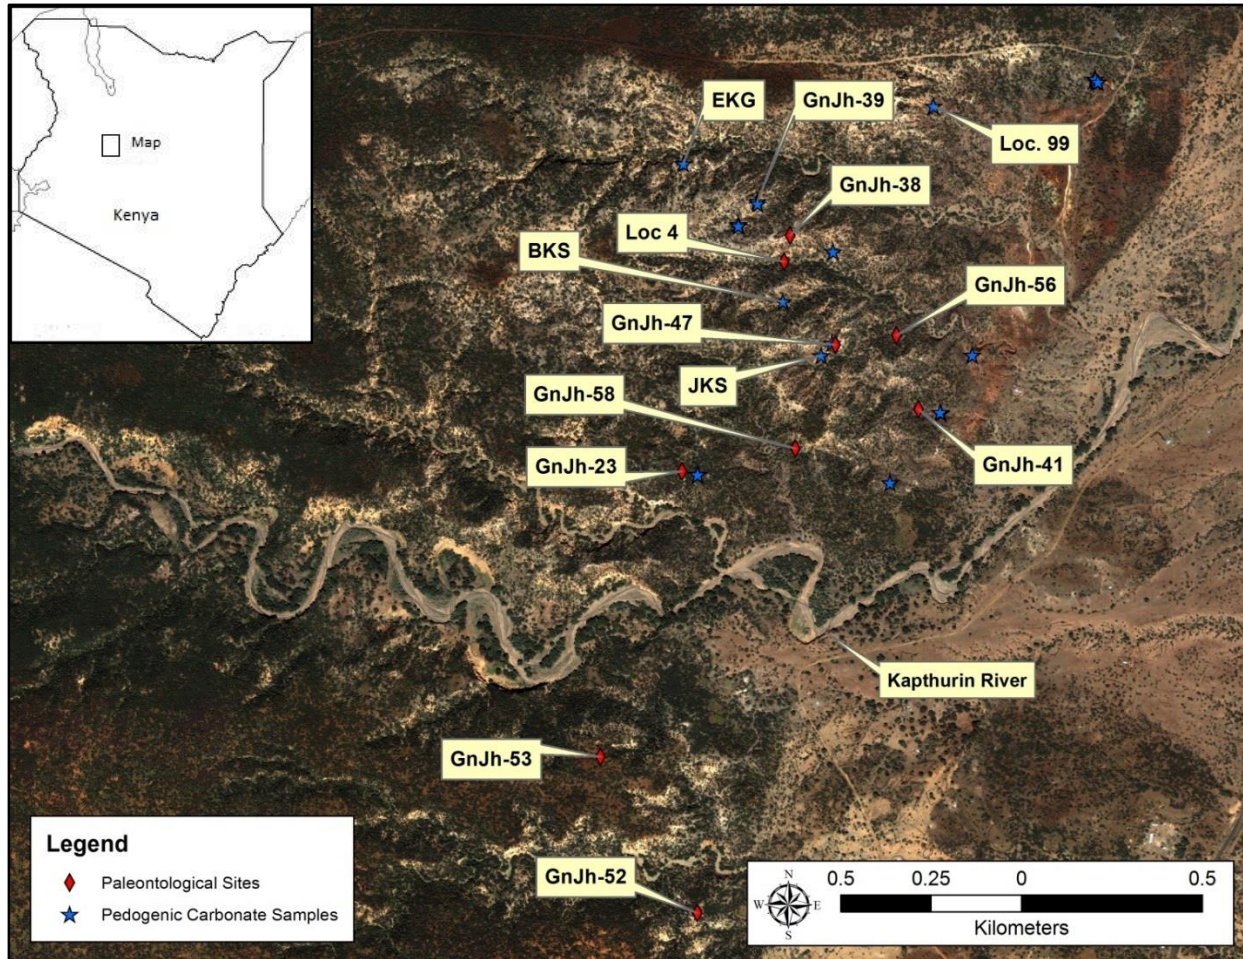 Map
Kenya
EKG
GnJh-39
Loc. 99
GnJh-38
Loc 4
BKS
GnJh-56
GnJh-47
JKS
GnJh-58
GnJh-23
GnJh-41
Kapthurin River
GnJh-53
GnJh-52
Legend
Paleontological Sites
Pedogenic Carbonate Samples
N
W E
S
0.5 0.25 0 0.5
Kilometers